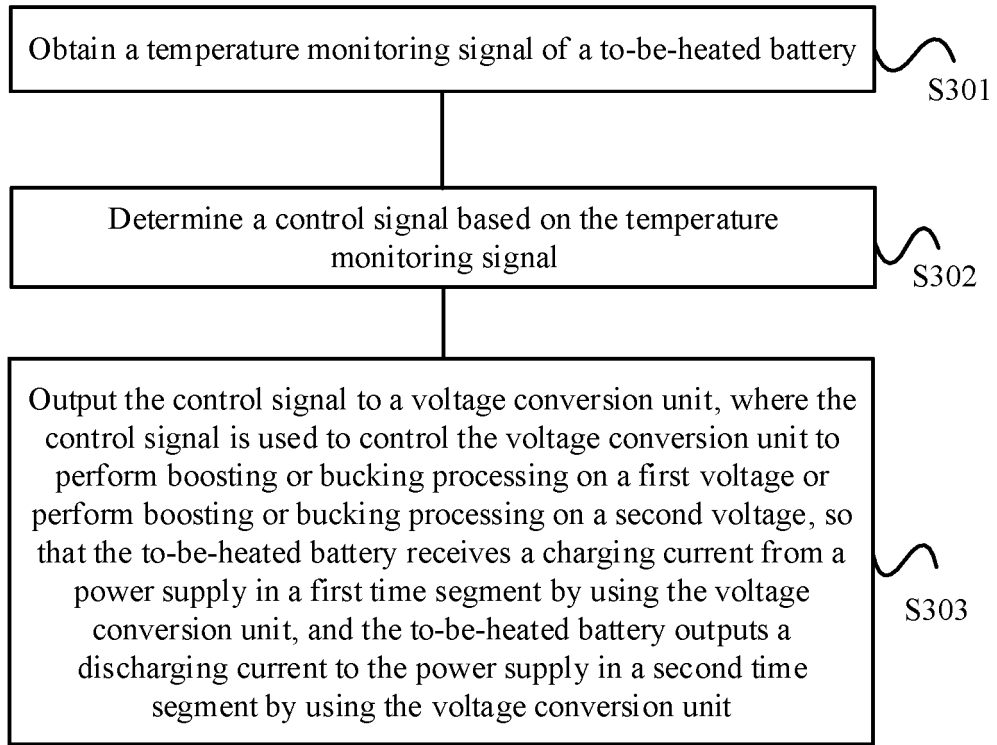 Obtain a temperature monitoring signal of a to-be-heated battery
S301
Determine a control signal based on the temperature
monitoring signal
S302
Output the control signal to a voltage conversion unit, where the
control signal is used to control the voltage conversion unit to
perform boosting or bucking processing on a first voltage or
perform boosting or bucking processing on a second voltage, so
that the to-be-heated battery receives a charging current from a
power supply in a first time segment by using the voltage
conversion unit, and the to-be-heated battery outputs a
discharging current to the power supply in a second time
segment by using the voltage conversion unit
S303